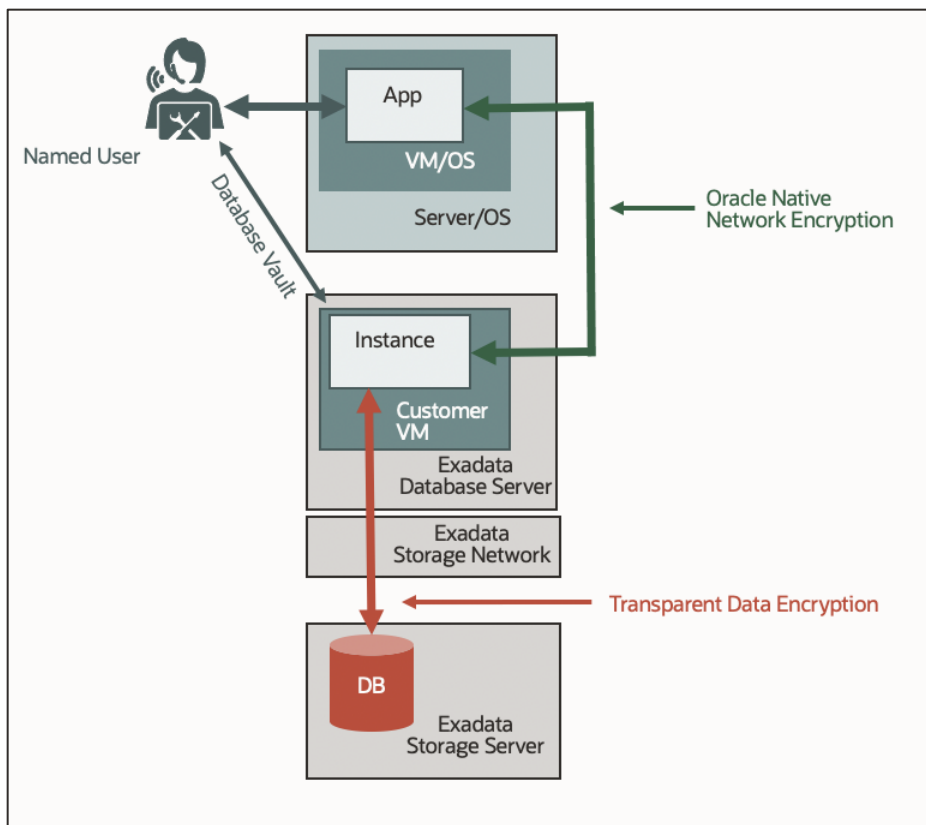 App
VM/OS
Server/OS
Named User
Database Vault
Oracle Native
Network Encryption
Instance
Customer
VM
Exadata
Database Server
Exadata
Storage Network
Transparent Data Encryption
DB
Exadata
Storage Server